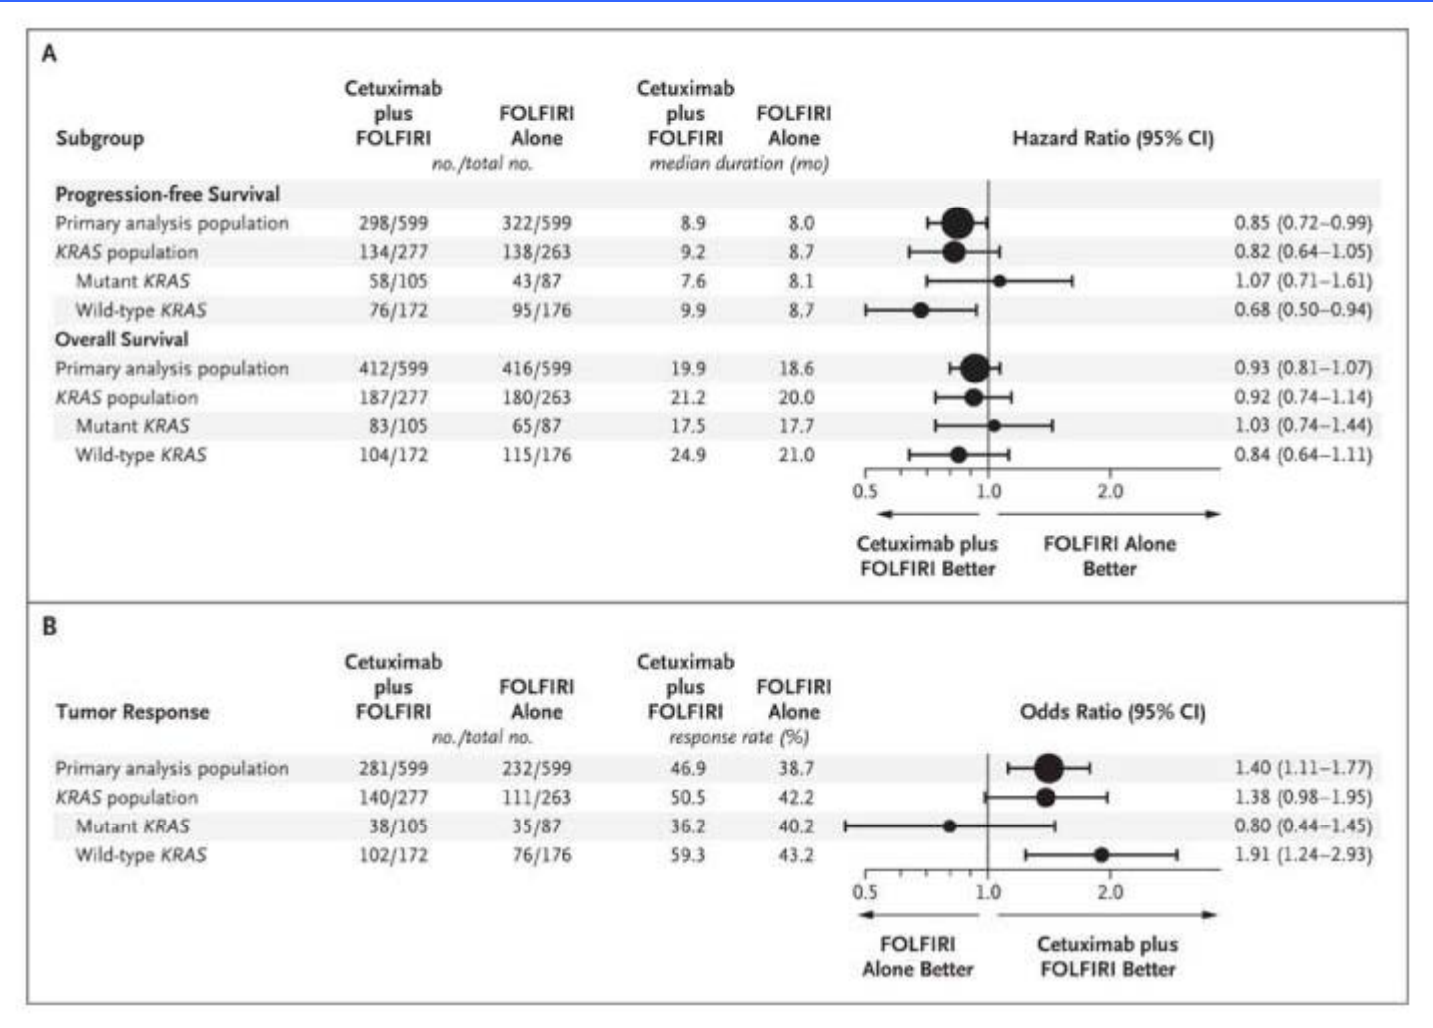 A
Cetuximab plus FOLFIRI FOLFIRI Alone Cetuximab plus FOLFIRI FOLFIRI Alone
Subgroup Hazard Ratio (95% CI)
no./total no. median duration (mo)
Progression-free Survival
Primary analysis population 298/599 322/599 8.9 8.0 0.85 (0.72–0.99)
KRAS population 134/277 138/263 9.2 8.7 0.82 (0.64–1.05)
Mutant KRAS 58/105 43/87 7.6 8.1 1.07 (0.71–1.61)
Wild-type KRAS 76/172 95/176 9.9 8.7 0.68 (0.50–0.94)
Overall Survival
Primary analysis population 412/599 416/599 19.9 18.6 0.93 (0.81–1.07)
KRAS population 187/277 180/263 21.2 20.0 0.92 (0.74–1.14)
Mutant KRAS 83/105 65/87 17.5 17.7 1.03 (0.74–1.44)
Wild-type KRAS 104/172 115/176 24.9 21.0 0.84 (0.64–1.11)
0.5 1.0 2.0
Cetuximab plus FOLFIRI Better FOLFIRI Alone Better
B
Cetuximab plus FOLFIRI FOLFIRI Alone Cetuximab plus FOLFIRI FOLFIRI Alone
Tumor Response Odds Ratio (95% CI)
no./total no. response rate (%)
Primary analysis population 281/599 232/599 46.9 38.7 1.40 (1.11–1.77)
KRAS population 140/277 111/263 50.5 42.2 1.38 (0.98–1.95)
Mutant KRAS 38/105 35/87 36.2 40.2 0.80 (0.44–1.45)
Wild-type KRAS 102/172 76/176 59.3 43.2 1.91 (1.24–2.93)
0.5 1.0 2.0
FOLFIRI Alone Better Cetuximab plus FOLFIRI Better